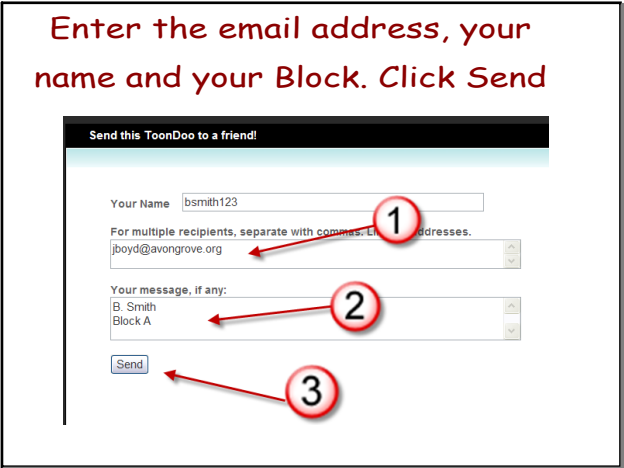 Enter the email address, your
name and your Block. Click Send
Send this ToonDoo to a friend!
Your Name bsmith123
For multiple recipients, separate with commas. addresses.
1
jboyd@avongrove.org
Your message, if any:
B. Smith
2
Block A
Send
3